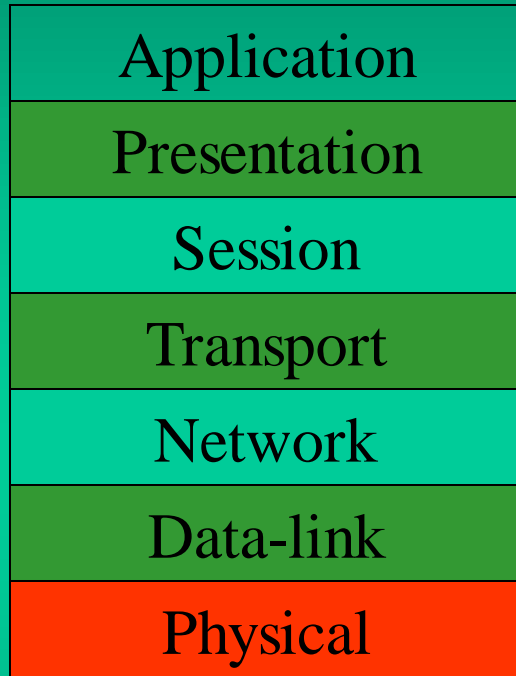 Application
Presentation
Session
Transport
Network
Data-link
Physical